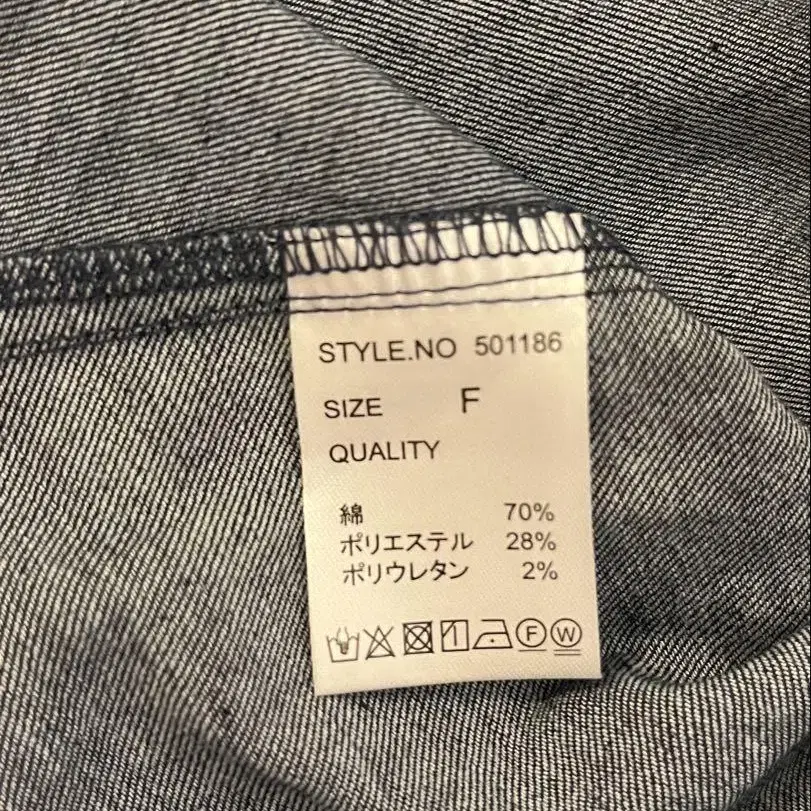 STYLE.NO 501186
SIZE F
QUALITY
綿 70%
ポリエステル 28%
ポリウレタン 2%
F W